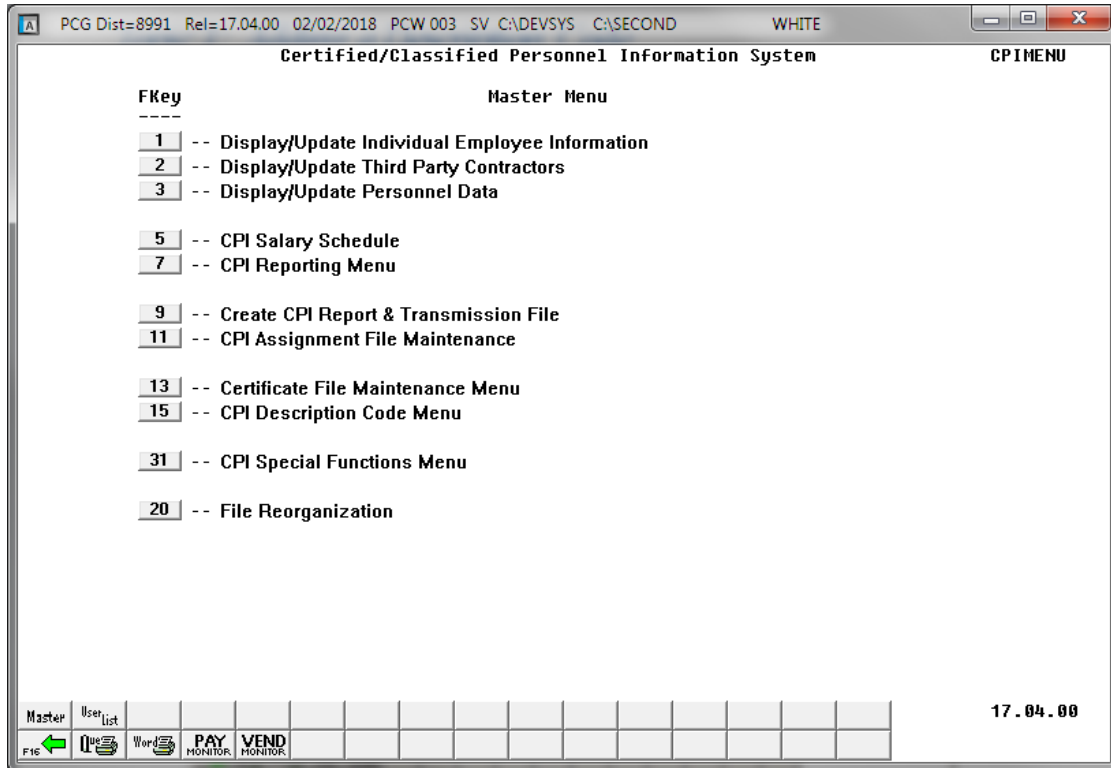 A PCG Dist=8991 Rel=17.04.00 02/02/2018 PCW 003 SV C:\DEVSYS C:\SECOND WHITE
Certified/Classified Personnel Information System CPIMENU
FKey Master Menu
----
1 -- Display/Update Individual Employee Information
2 -- Display/Update Third Party Contractors
3 -- Display/Update Personnel Data
5 -- CPI Salary Schedule
7 -- CPI Reporting Menu
9 -- Create CPI Report & Transmission File
11 -- CPI Assignment File Maintenance
13 -- Certificate File Maintenance Menu
15 -- CPI Description Code Menu
31 -- CPI Special Functions Menu
20 -- File Reorganization
Master User List 17.04.00
F16 Que Word PAY MONITOR VEND MONITOR